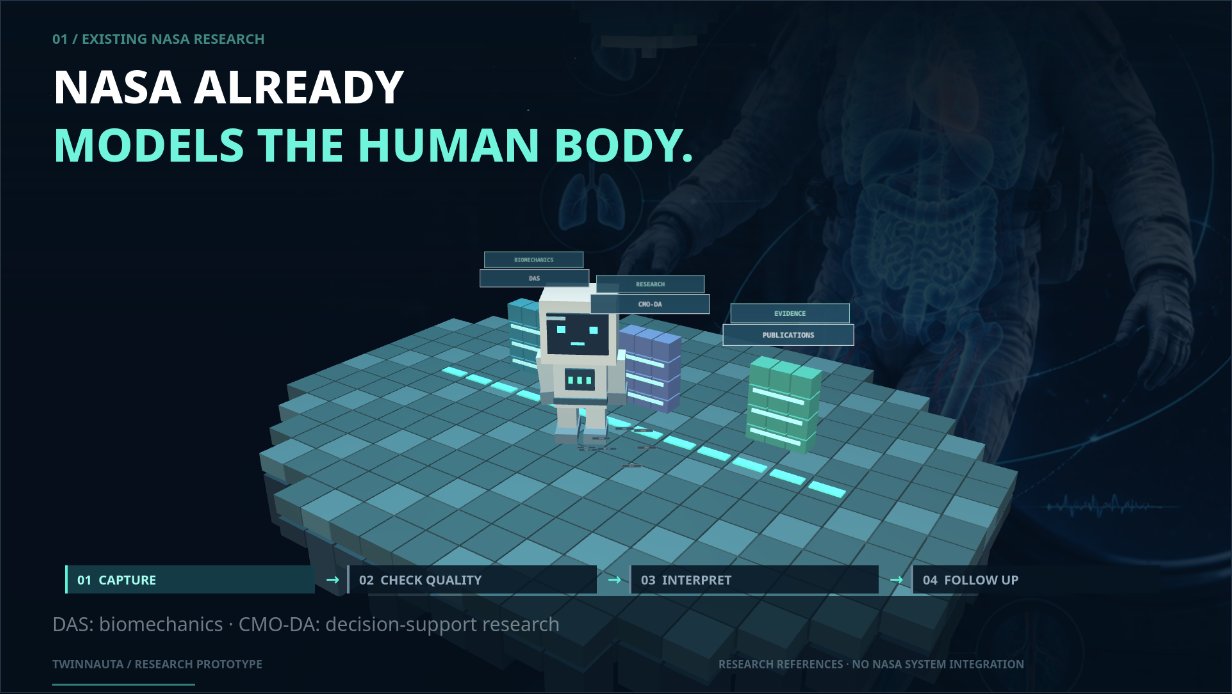 01 / EXISTING NASA RESEARCH
NASA ALREADY
MODELS THE HUMAN BODY.
BIOMECHANICS
DAS
RESEARCH
CMO-DA
EVIDENCE
PUBLICATIONS
01 CAPTURE → 02 CHECK QUALITY → 03 INTERPRET → 04 FOLLOW UP
DAS: biomechanics · CMO-DA: decision-support research
TWINNAUTA / RESEARCH PROTOTYPE
RESEARCH REFERENCES · NO NASA SYSTEM INTEGRATION